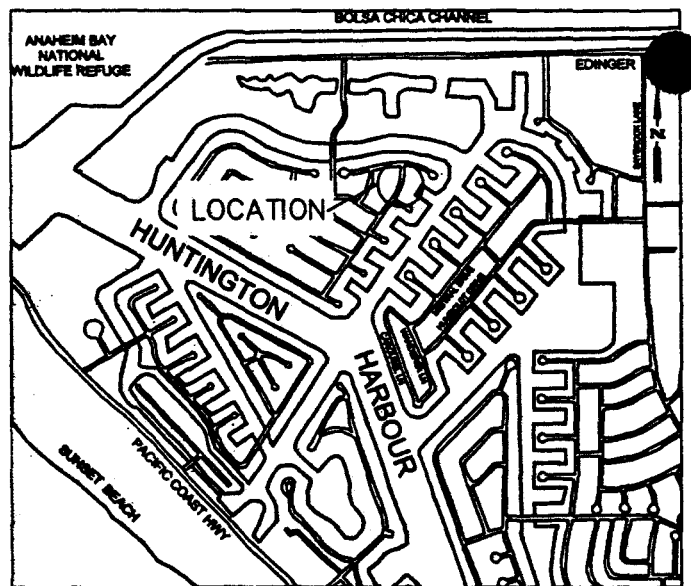 BOLSA CHICA CHANNEL
ANAHEIM BAY
NATIONAL
WILDLIFE REFUGE
EDINGER
N
LOCATION
HUNTINGTON
HARBOUR
PACIFIC COAST HWY
SUNSET BEACH